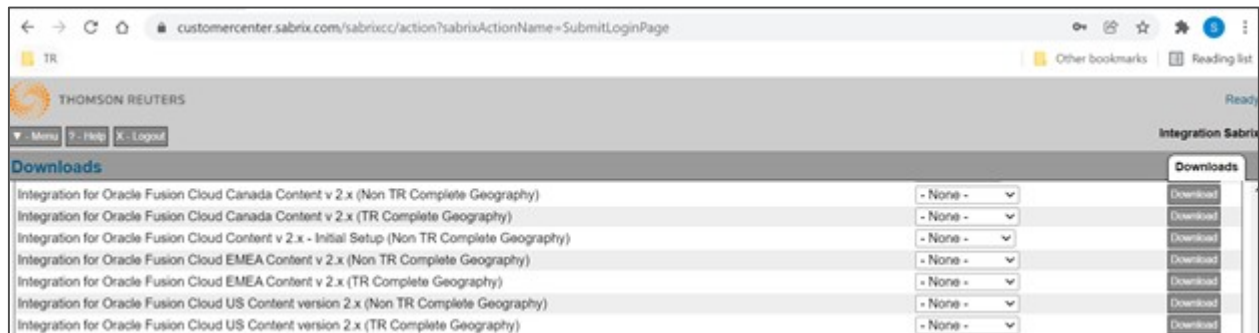 customercenter.sabrix.com/sabrixcc/action?sabrixActionName=SubmitLoginPage
S
TR Other bookmarks Reading list
THOMSON REUTERS Ready
▼ - Menu ? - Help X - Logout Integration Sabrix
Downloads Downloads
Integration for Oracle Fusion Cloud Canada Content v 2.x (Non TR Complete Geography) - None - Download
Integration for Oracle Fusion Cloud Canada Content v 2.x (TR Complete Geography) - None - Download
Integration for Oracle Fusion Cloud Content v 2.x - Initial Setup (Non TR Complete Geography) - None - Download
Integration for Oracle Fusion Cloud EMEA Content v 2.x (Non TR Complete Geography) - None - Download
Integration for Oracle Fusion Cloud EMEA Content v 2.x (TR Complete Geography) - None - Download
Integration for Oracle Fusion Cloud US Content version 2.x (Non TR Complete Geography) - None - Download
Integration for Oracle Fusion Cloud US Content version 2.x (TR Complete Geography) - None - Download